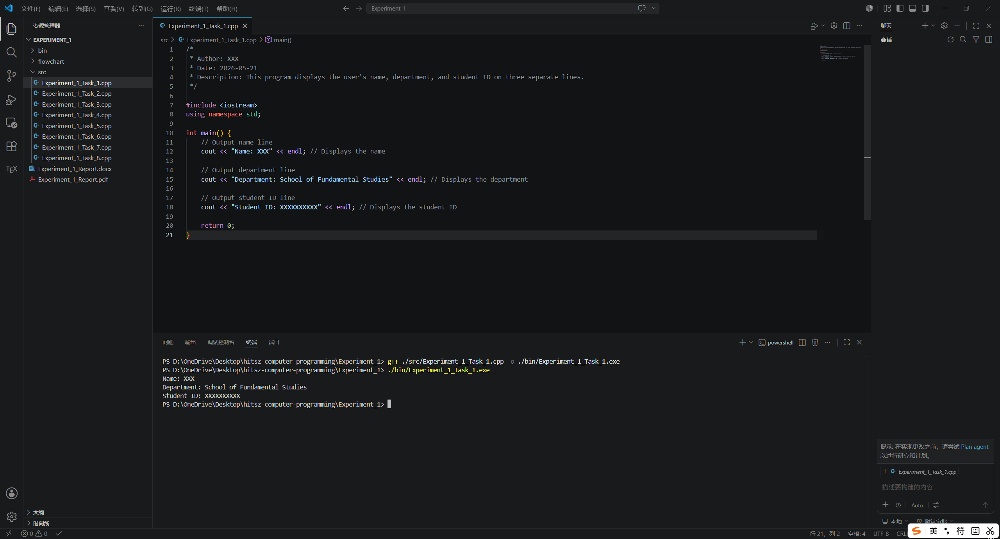 文件(F) 编辑(E) 选择(S) 查看(V) 转到(G) 运行(R) 终端(T) 帮助(H)
Experiment_1
资源管理器
EXPERIMENT_1
bin
flowchart
src
Experiment_1_Task_1.cpp
Experiment_1_Task_2.cpp
Experiment_1_Task_3.cpp
Experiment_1_Task_4.cpp
Experiment_1_Task_5.cpp
Experiment_1_Task_6.cpp
Experiment_1_Task_7.cpp
Experiment_1_Task_8.cpp
Experiment_1_Report.docx
Experiment_1_Report.pdf
TEX
大纲
时间线
Experiment_1_Task_1.cpp
src > Experiment_1_Task_1.cpp > main()
1 /*
2  * Author: XXX
3  * Date: 2026-05-21
4  * Description: This program displays the user's name, department, and student ID on three separate lines.
5  */
6
7 #include <iostream>
8 using namespace std;
9
10 int main() {
11     // Output name line
12     cout << "Name: XXX" << endl; // Displays the name
13
14     // Output department line
15     cout << "Department: School of Fundamental Studies" << endl; // Displays the department
16
17     // Output student ID line
18     cout << "Student ID: XXXXXXXXXX" << endl; // Displays the student ID
19
20     return 0;
21 }
问题 输出 调试控制台 终端 端口
powershell
PS D:\OneDrive\Desktop\hitsz-computer-programming\Experiment_1> g++ ./src/Experiment_1_Task_1.cpp -o ./bin/Experiment_1_Task_1.exe
PS D:\OneDrive\Desktop\hitsz-computer-programming\Experiment_1> ./bin/Experiment_1_Task_1.exe
Name: XXX
Department: School of Fundamental Studies
Student ID: XXXXXXXXXX
PS D:\OneDrive\Desktop\hitsz-computer-programming\Experiment_1>
聊天
会话
提示: 在实现更改之前，请尝试 Plan agent
以进行研究和计划。
Experiment_1_Task_1.cpp
描述要构建的内容
Auto
本地 默认审批
0 0
行 21，列 2 空格: 4 UTF-8 CRLF
英 符